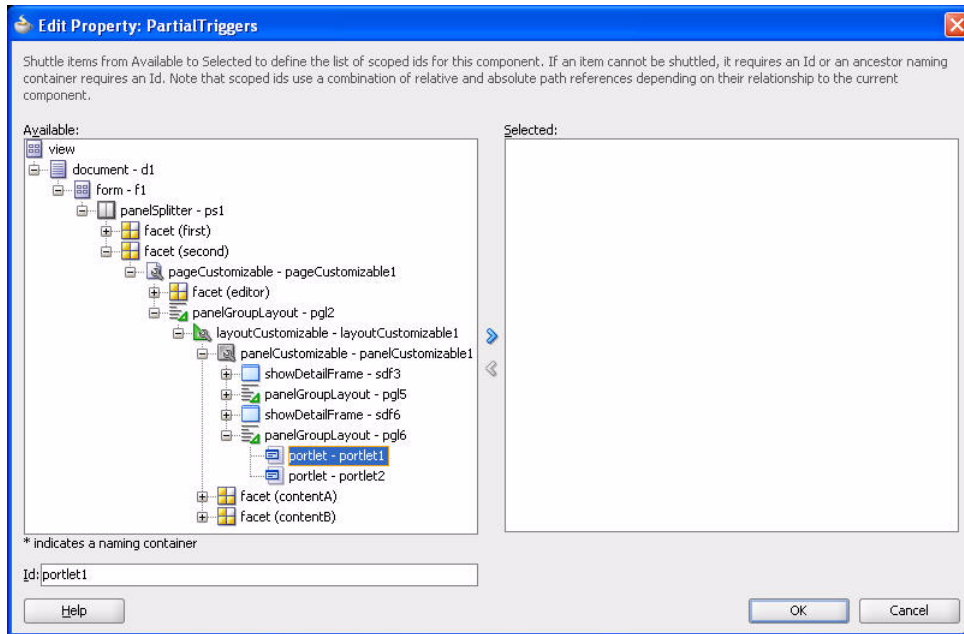 Edit Property: PartialTriggers
Shuttle items from Available to Selected to define the list of scoped ids for this component. If an item cannot be shuttled, it requires an Id or an ancestor naming
container requires an Id. Note that scoped ids use a combination of relative and absolute path references depending on their relationship to the current
component.
Available:
Selected:
view
document - d1
form - f1
panelSplitter - ps1
facet (first)
facet (second)
pageCustomizable - pageCustomizable1
facet (editor)
panelGroupLayout - pgl2
layoutCustomizable - layoutCustomizable1
panelCustomizable - panelCustomizable1
showDetailFrame - sdf3
panelGroupLayout - pgl5
showDetailFrame - sdf6
panelGroupLayout - pgl6
portlet - portlet1
portlet - portlet2
facet (contentA)
facet (contentB)
* indicates a naming container
Id: portlet1
Help
OK
Cancel